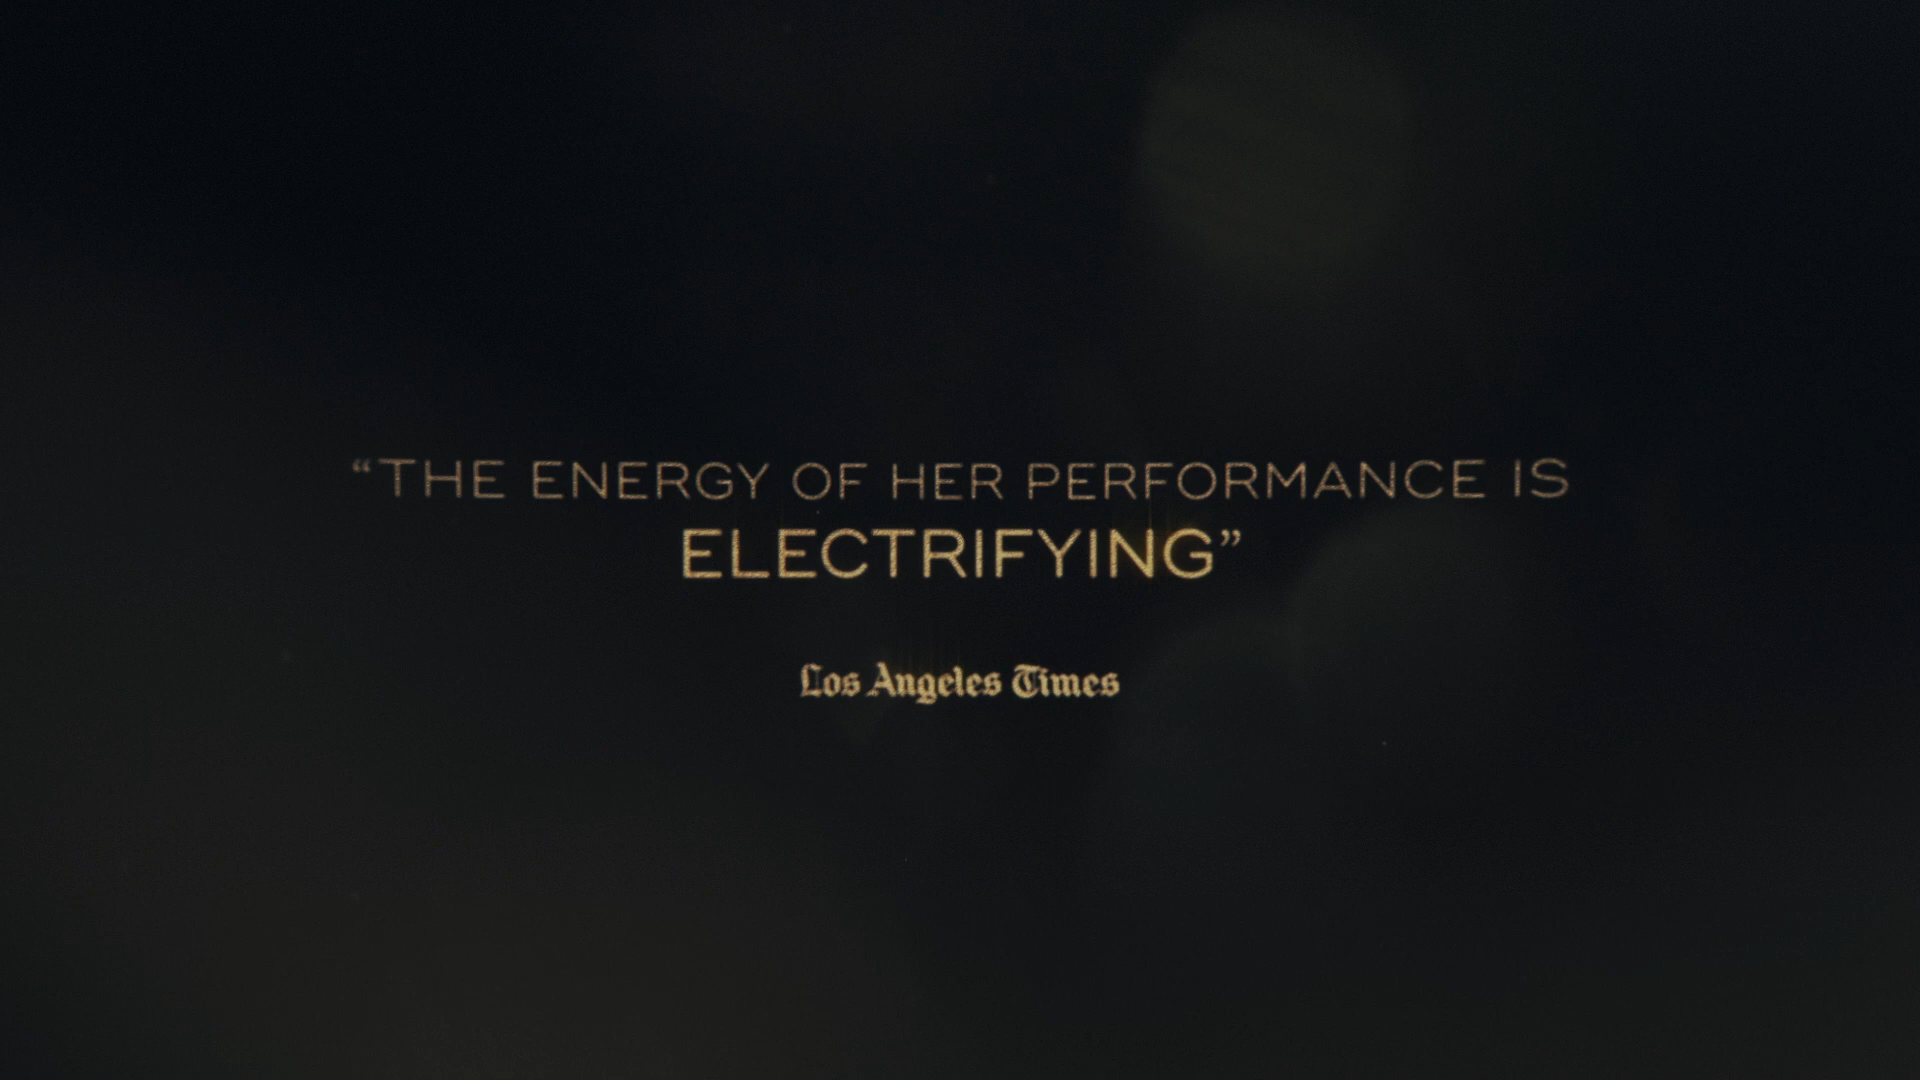 “THE ENERGY OF HER PERFORMANCE IS
ELECTRIFYING”
Los Angeles Times